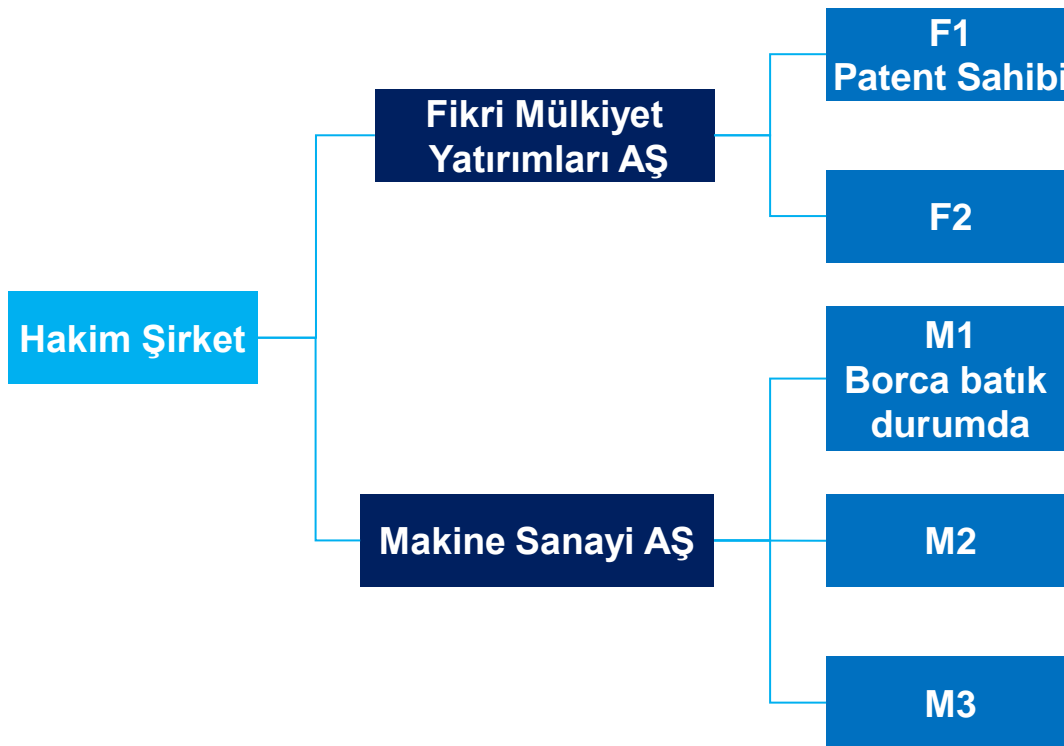 F1
Patent Sahibi
Fikri Mülkiyet
Yatırımları AŞ
F2
Hakim Şirket
M1
Borca batık
durumda
Makine Sanayi AŞ
M2
M3